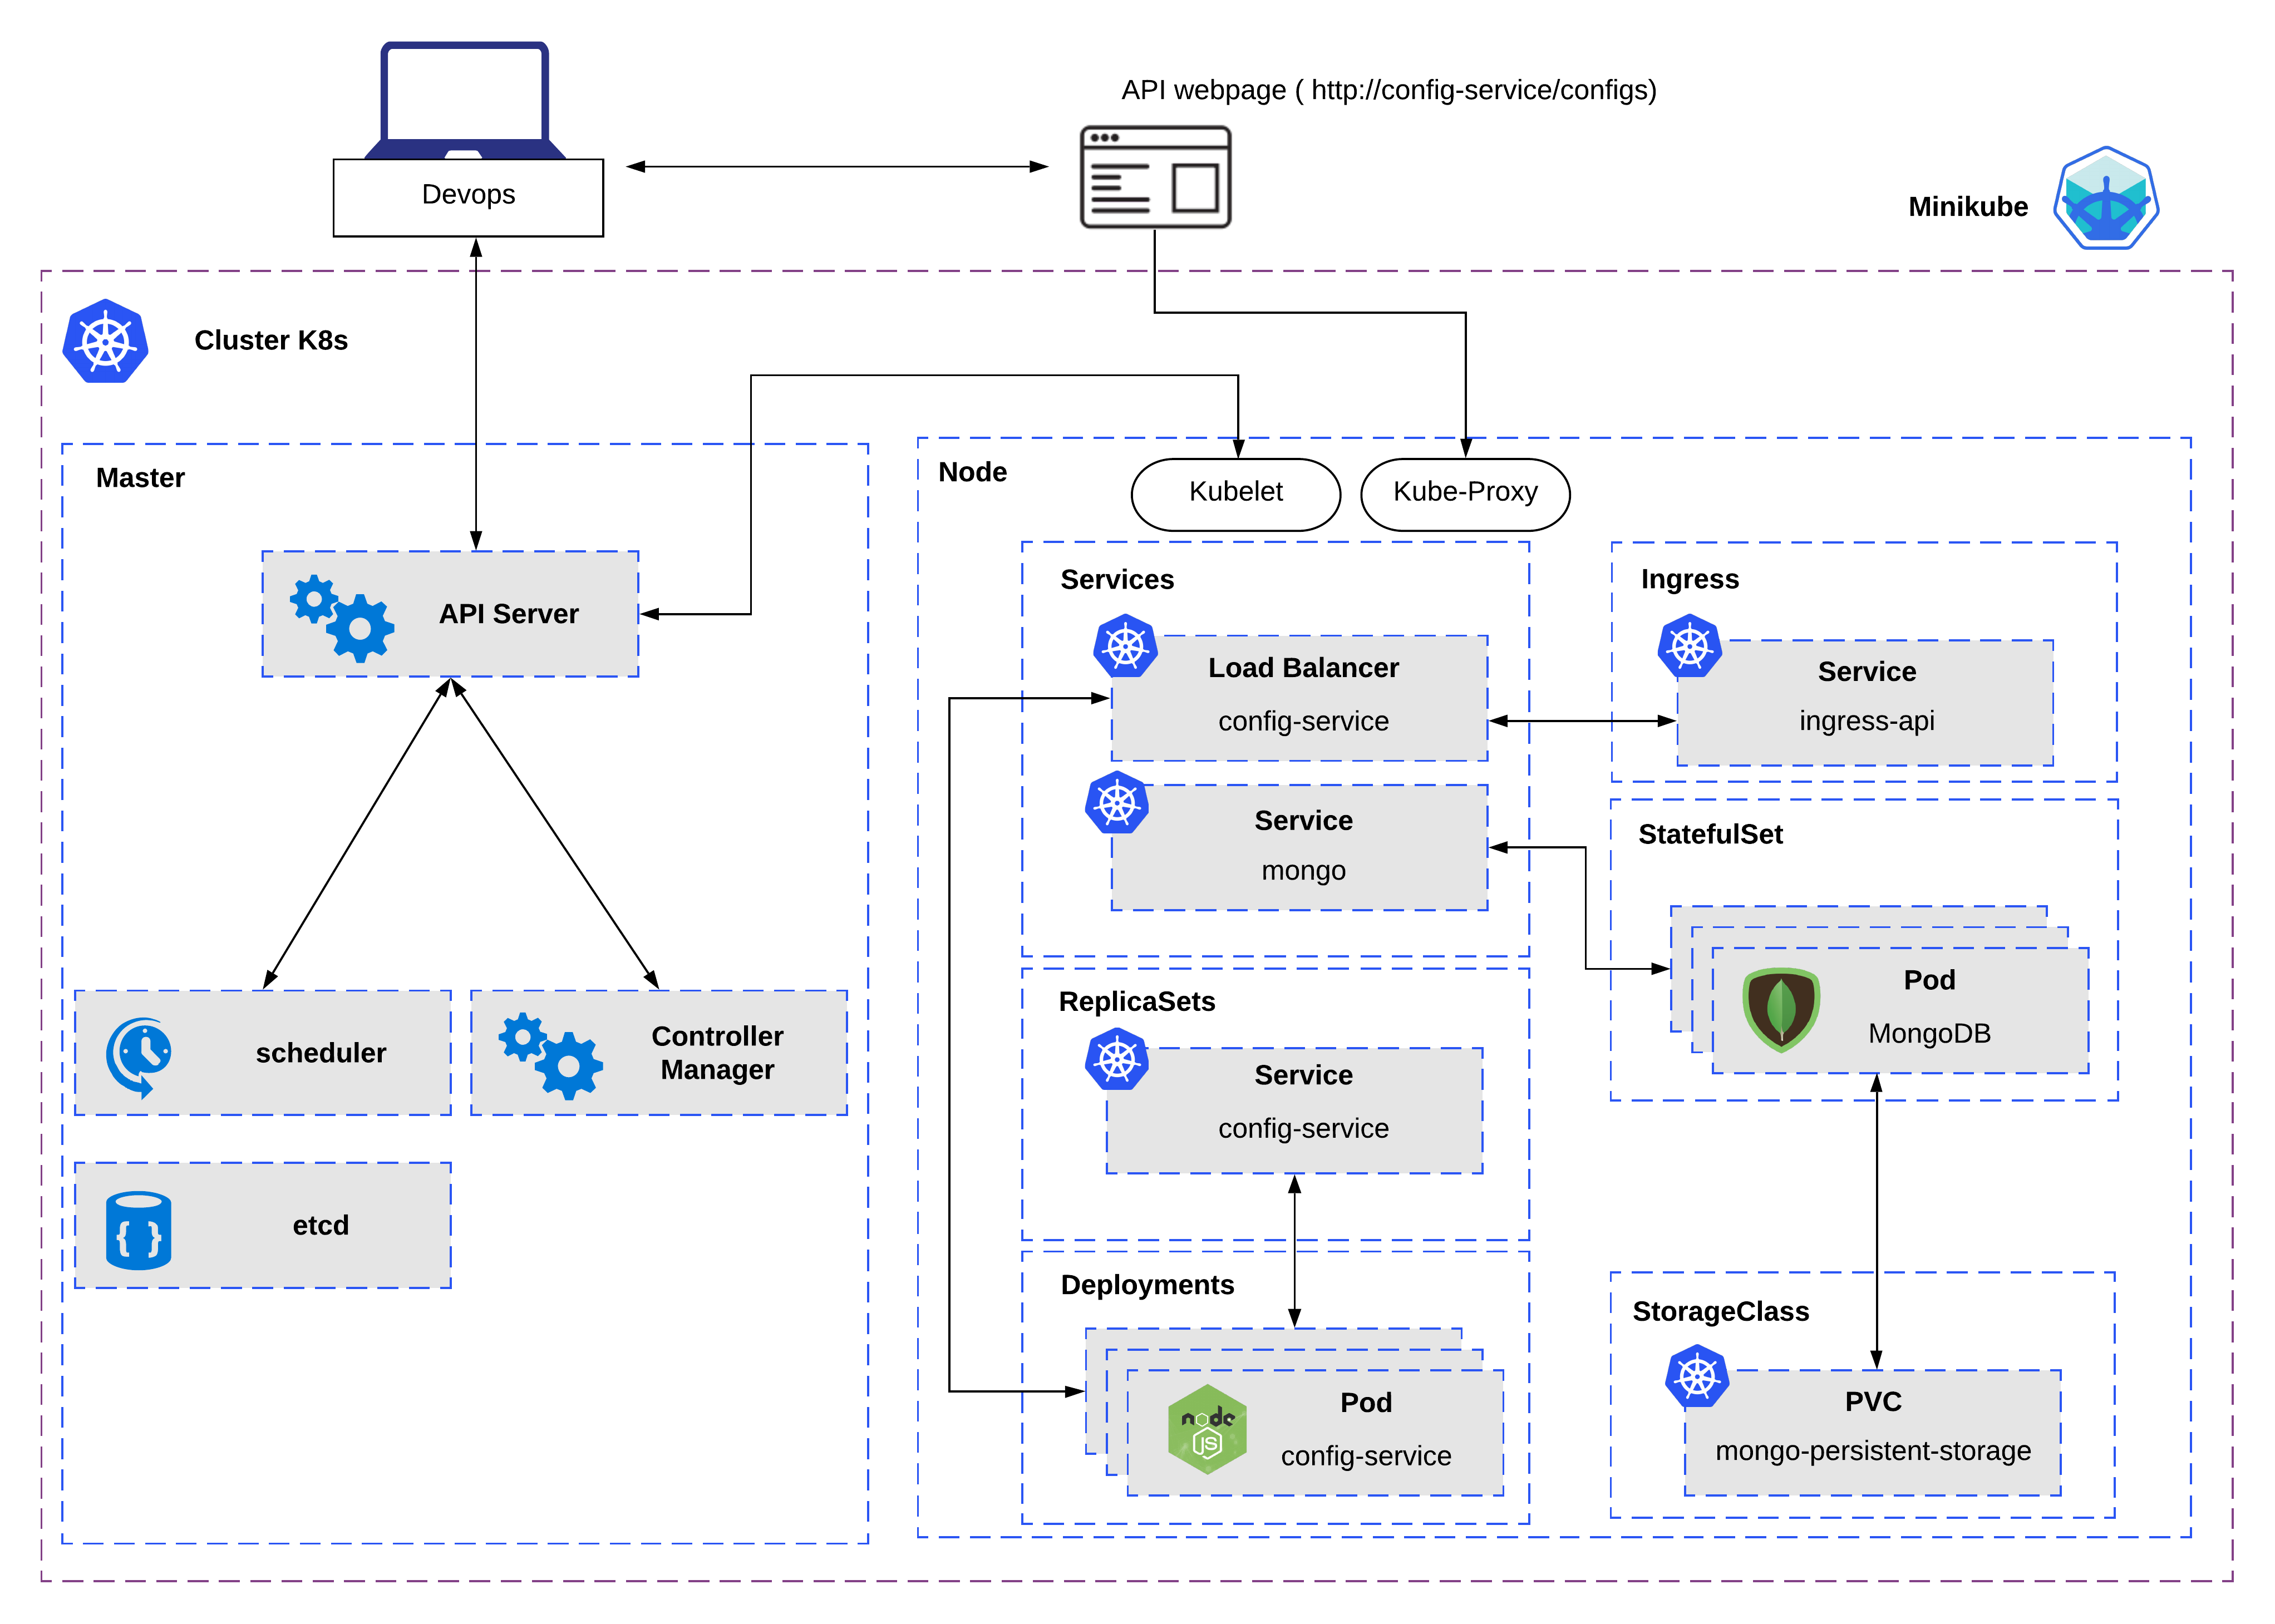 API webpage ( http://config-service/configs)
Devops
Minikube
Cluster K8s
Master
API Server
scheduler
Controller
Manager
etcd
Node
Kubelet
Kube-Proxy
Services
Load Balancer
config-service
Service
mongo
Ingress
Service
ingress-api
StatefulSet
Pod
MongoDB
ReplicaSets
Service
config-service
Deployments
node
JS
Pod
config-service
StorageClass
PVC
mongo-persistent-storage